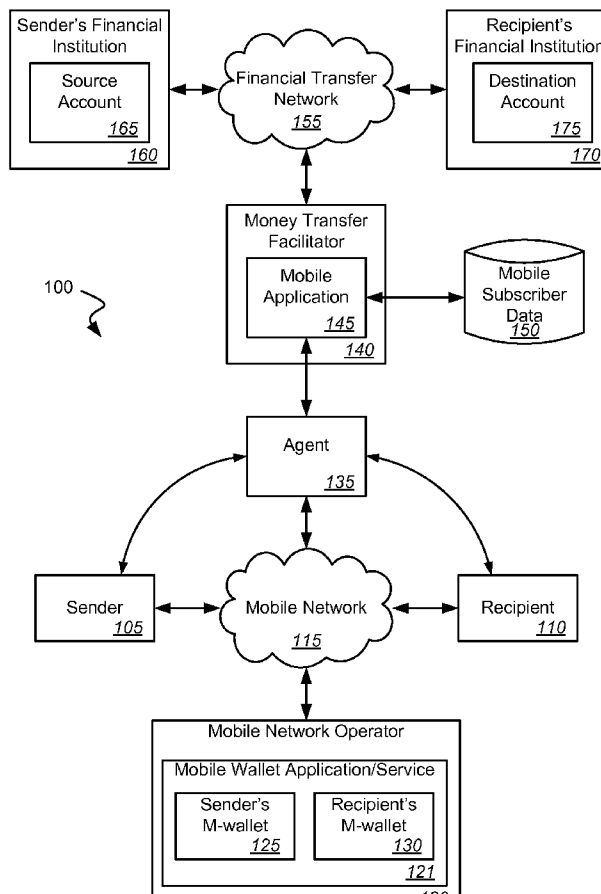 Sender's Financial
Institution
Source
Account
165
160
Financial Transfer
Network
155
Recipient's
Financial Institution
Destination
Account
175
170
Money Transfer
Facilitator
Mobile
Application
145
140
Mobile
Subscriber
Data
150
100
Agent
135
Sender
105
Mobile Network
115
Recipient
110
Mobile Network Operator
Mobile Wallet Application/Service
Sender's
M-wallet
125
Recipient's
M-wallet
130
121